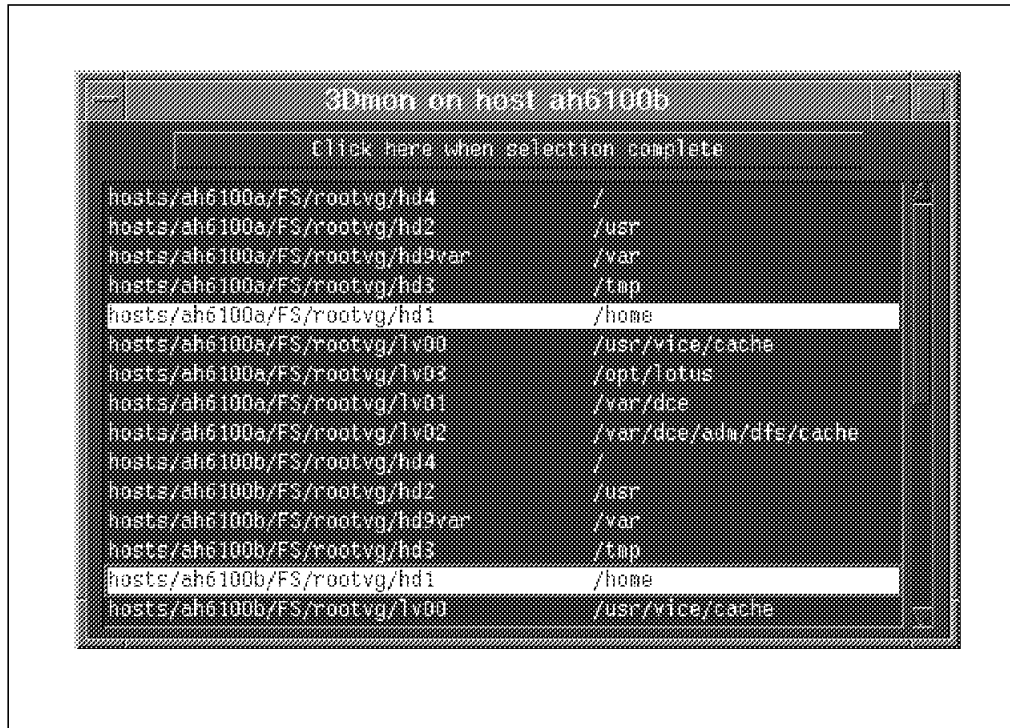 3Dmon on host ah6100b
Click here when selection complete
hosts/ah6100a/FS/rootvg/hd4 /
hosts/ah6100a/FS/rootvg/hd2 /usr
hosts/ah6100a/FS/rootvg/hd9var /var
hosts/ah6100a/FS/rootvg/hd3 /tmp
hosts/ah6100a/FS/rootvg/hd1 /home
hosts/ah6100a/FS/rootvg/lv00 /usr/vice/cache
hosts/ah6100a/FS/rootvg/lv03 /opt/lotus
hosts/ah6100a/FS/rootvg/lv01 /var/dce
hosts/ah6100a/FS/rootvg/lv02 /var/dce/adm/dfs/cache
hosts/ah6100b/FS/rootvg/hd4 /
hosts/ah6100b/FS/rootvg/hd2 /usr
hosts/ah6100b/FS/rootvg/hd9var /var
hosts/ah6100b/FS/rootvg/hd3 /tmp
hosts/ah6100b/FS/rootvg/hd1 /home
hosts/ah6100b/FS/rootvg/lv00 /usr/vice/cache